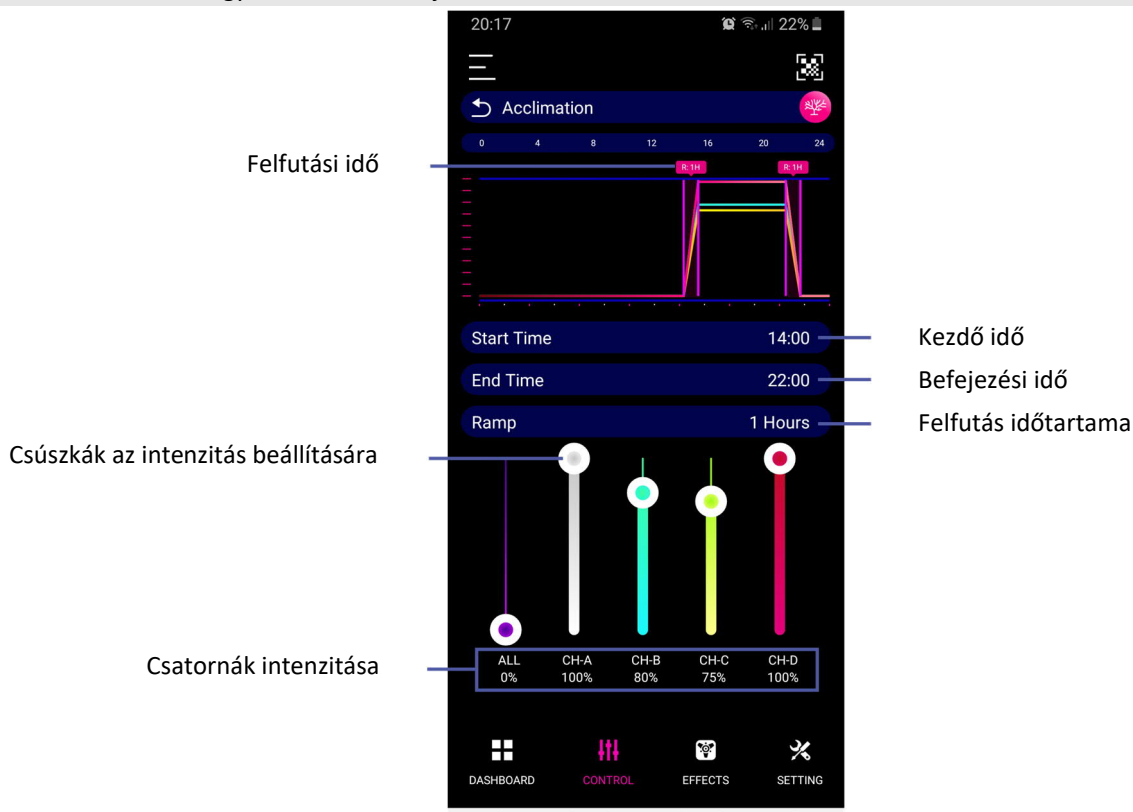 20:17
22%
Acclimation
0 4 8 12 16 20 24
Felfutási idő
R: 1H R: 1H
Start Time 14:00 Kezdő idő
End Time 22:00 Befejezési idő
Ramp 1 Hours Felfutás időtartama
Csúszkák az intenzitás beállítására
Csatornák intenzitása
ALL CH-A CH-B CH-C CH-D
0% 100% 80% 75% 100%
DASHBOARD CONTROL EFFECTS SETTING